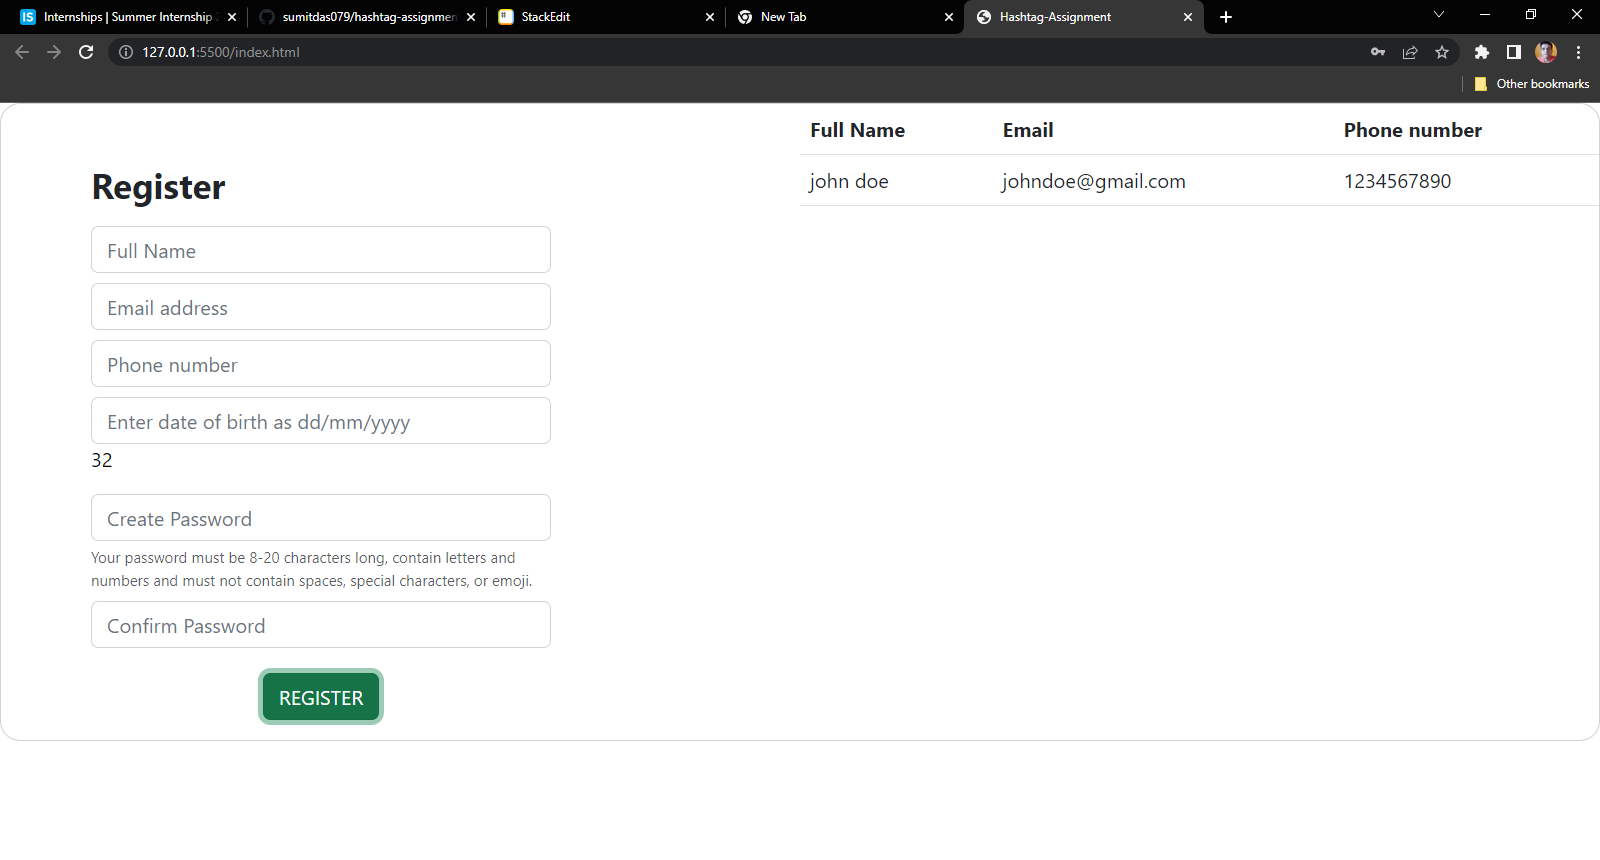 Internships | Summer Internship
sumitdas079/hashtag-assignmen
StackEdit
New Tab
Hashtag-Assignment
127.0.0.1:5500/index.html
Other bookmarks
Register
Full Name
Email address
Phone number
Enter date of birth as dd/mm/yyyy
32
Create Password
Your password must be 8-20 characters long, contain letters and
numbers and must not contain spaces, special characters, or emoji.
Confirm Password
REGISTER
Full Name Email Phone number
john doe johndoe@gmail.com 1234567890